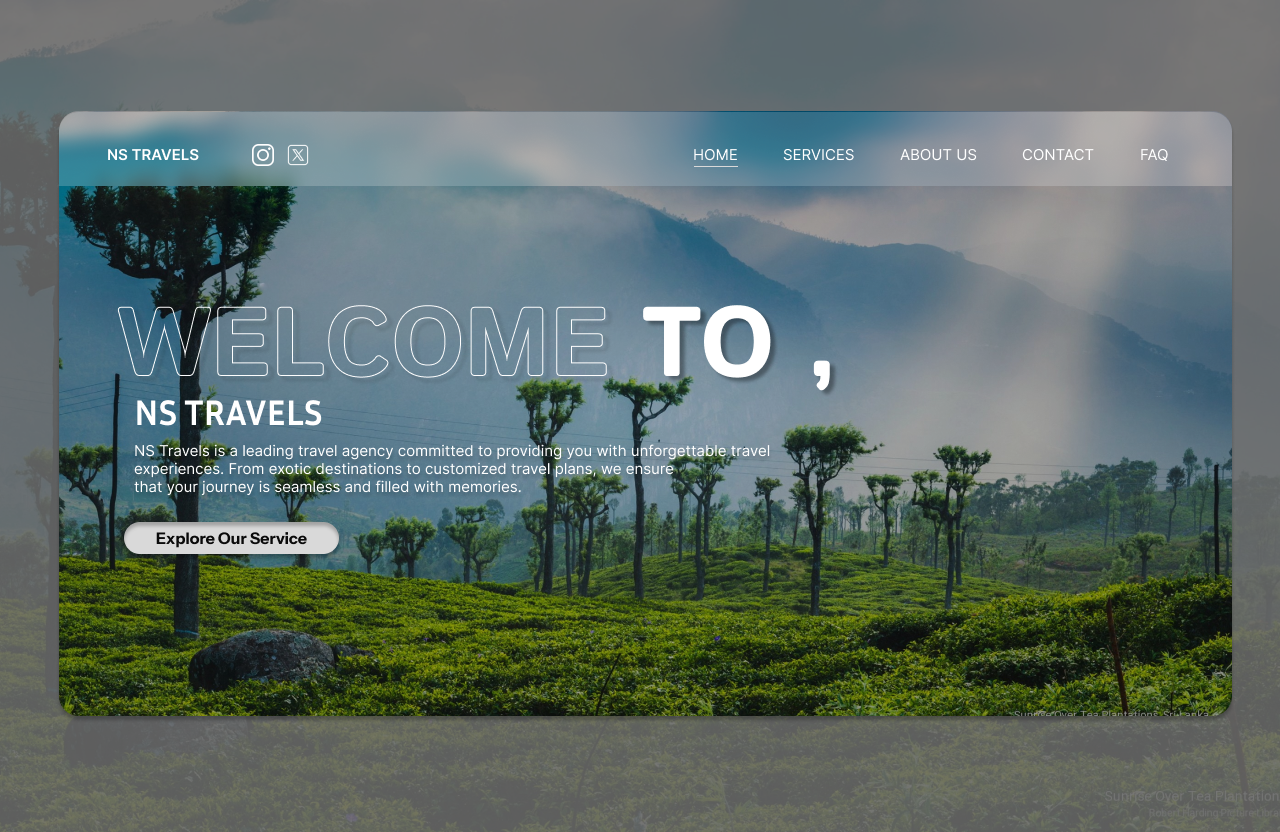 NS TRAVELS
HOME SERVICES ABOUT US CONTACT FAQ
WELCOME TO ,
NS TRAVELS
NS Travels is a leading travel agency committed to providing you with unforgettable travel
experiences. From exotic destinations to customized travel plans, we ensure
that your journey is seamless and filled with memories.
Explore Our Service
Sunrise Over Tea Plantations, Sri Lanka
Sunrise Over Tea Plantation